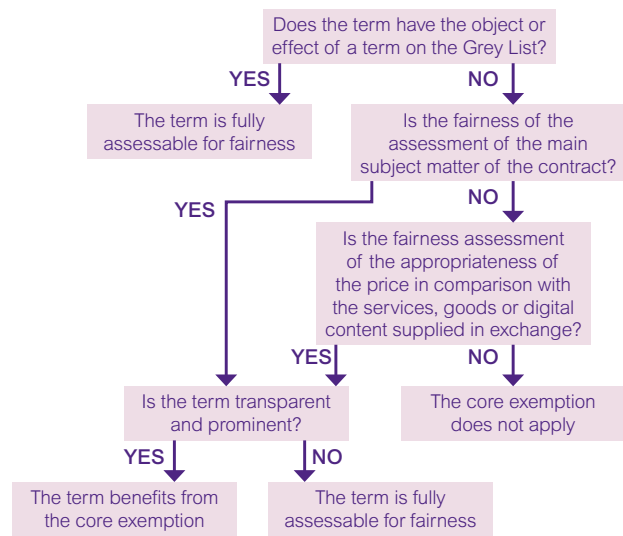 Does the term have the object or
effect of a term on the Grey List?
YES
NO
The term is fully
assessable for fairness
Is the fairness of the
assessment of the main
subject matter of the contract?
YES
NO
Is the fairness assessment
of the appropriateness of
the price in comparison with
the services, goods or digital
content supplied in exchange?
YES
NO
Is the term transparent
and prominent?
The core exemption
does not apply
YES
NO
The term benefits from
the core exemption
The term is fully
assessable for fairness